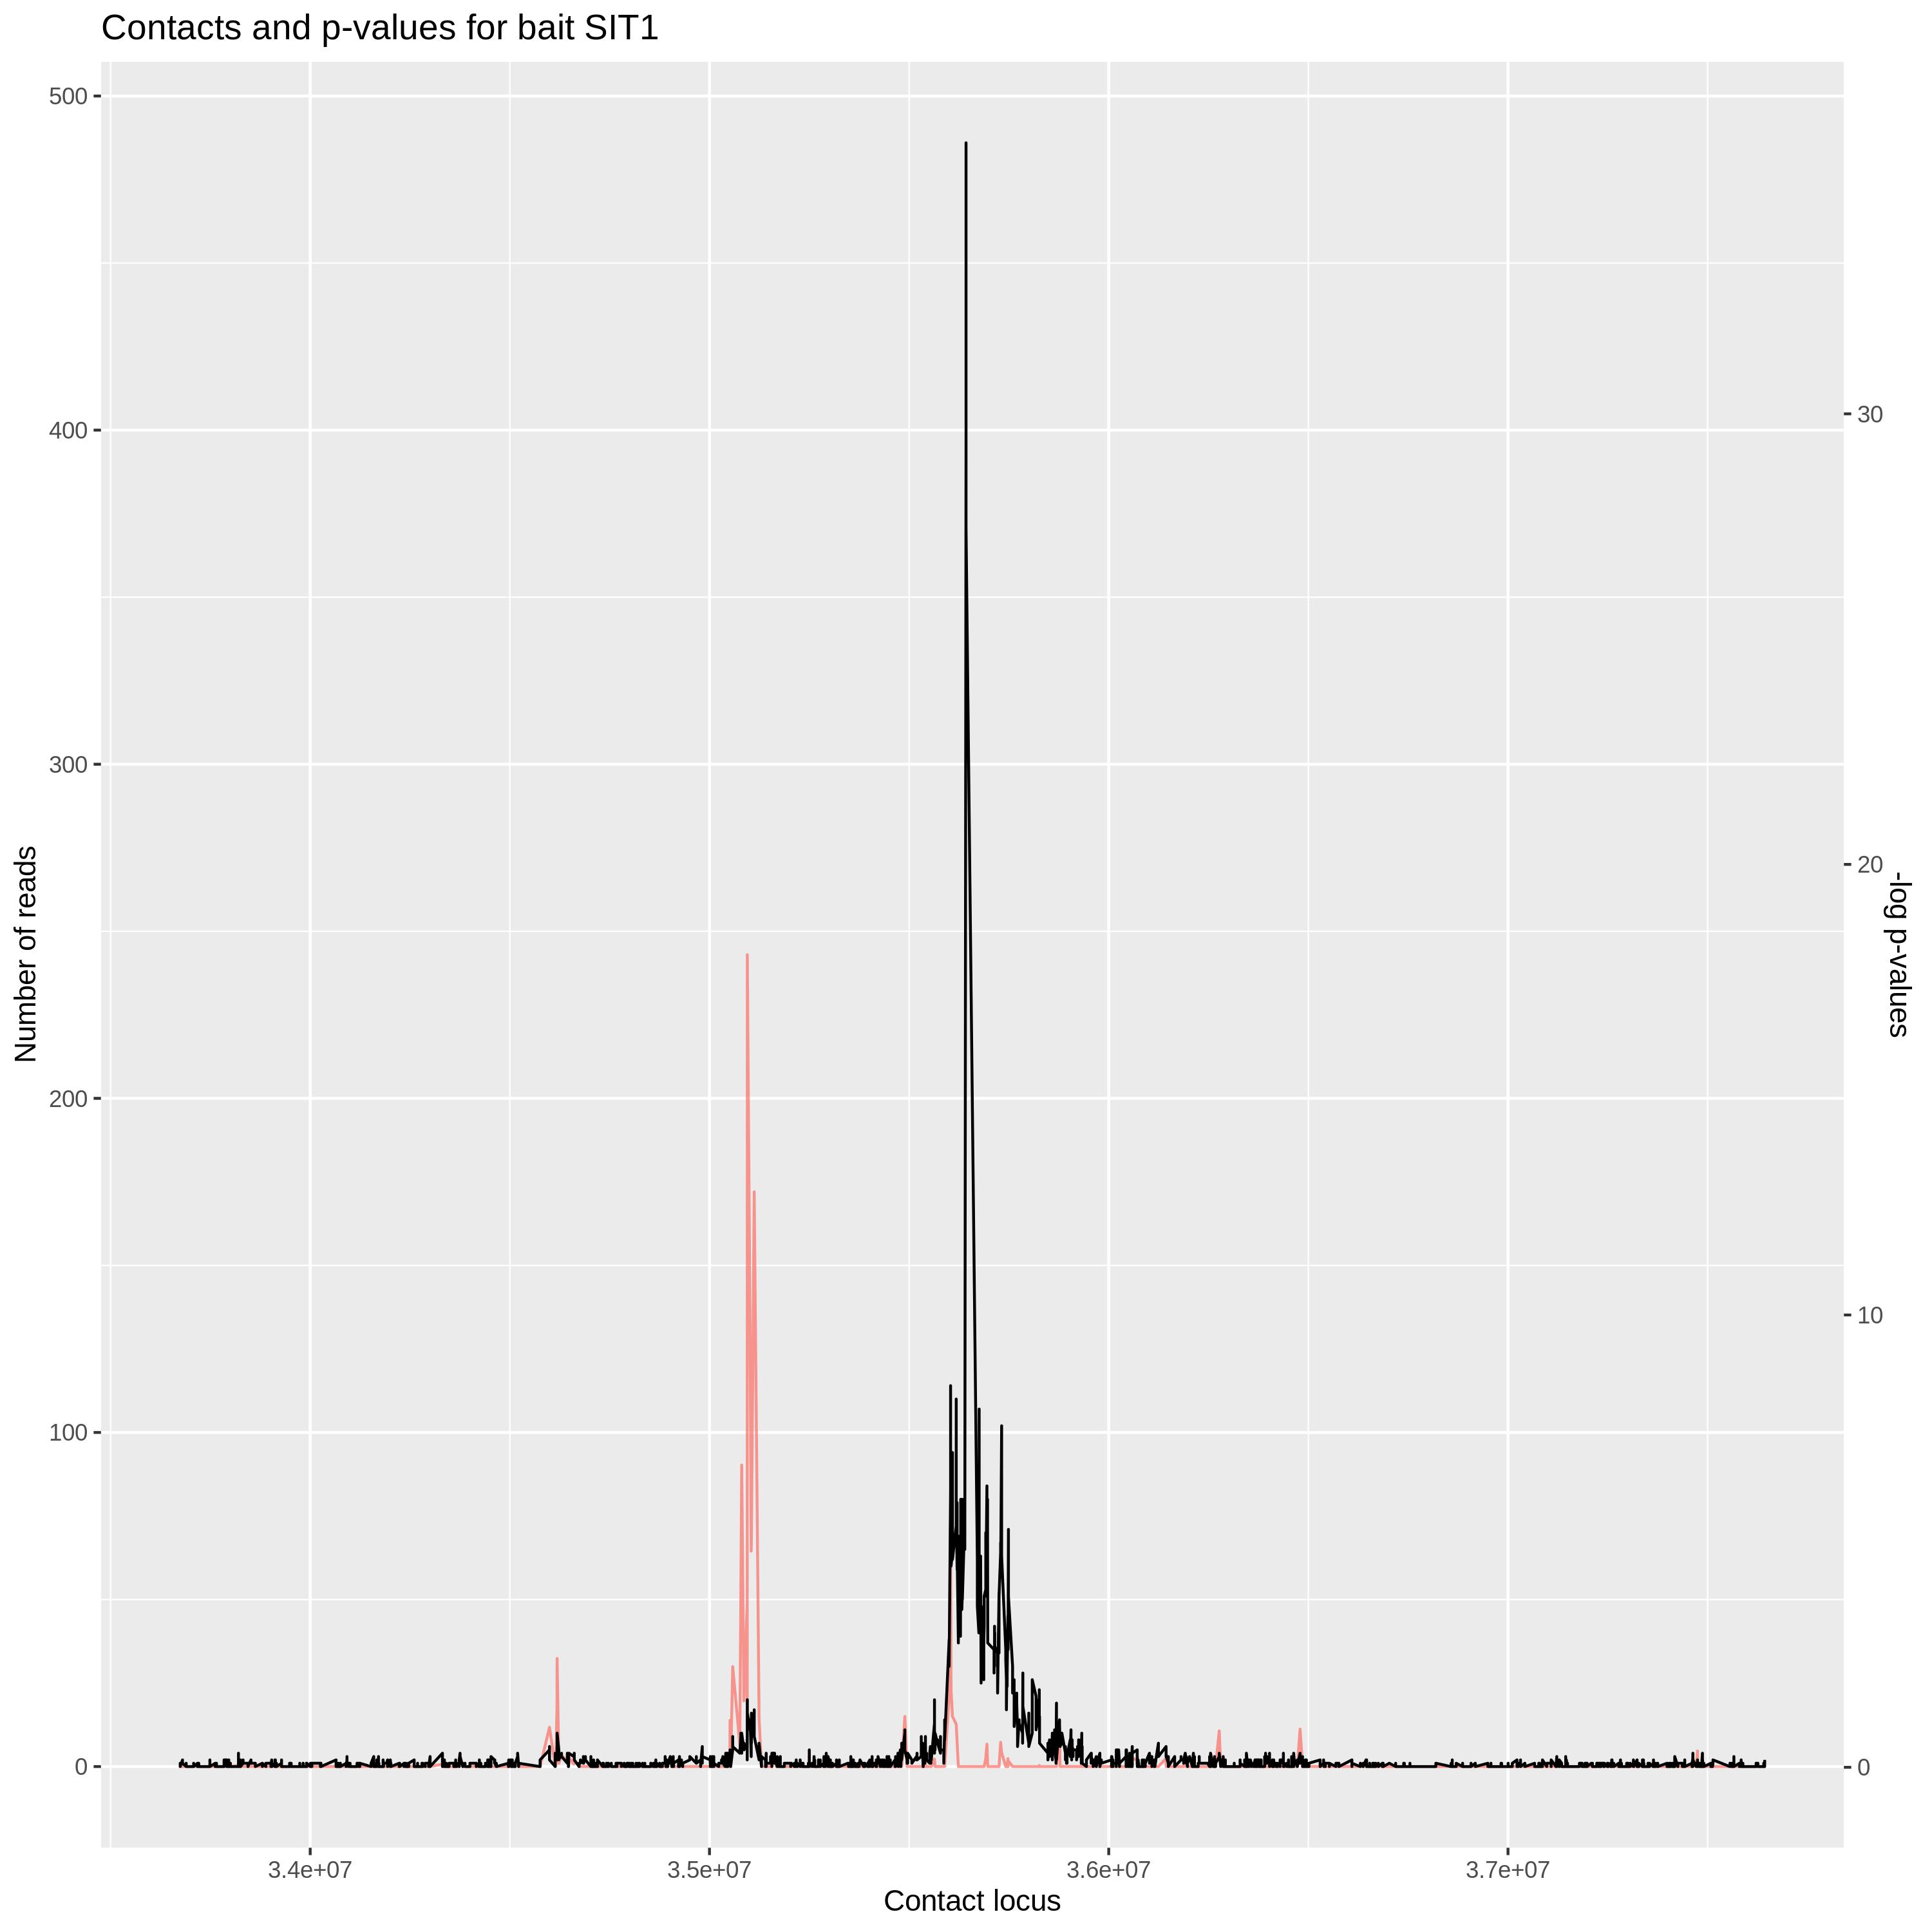 Contacts and p-values for bait SIT1
500
400
300
200
100
0
Number of reads
30
20
10
0
-log p-values
3.4e+07
3.5e+07
3.6e+07
3.7e+07
Contact locus